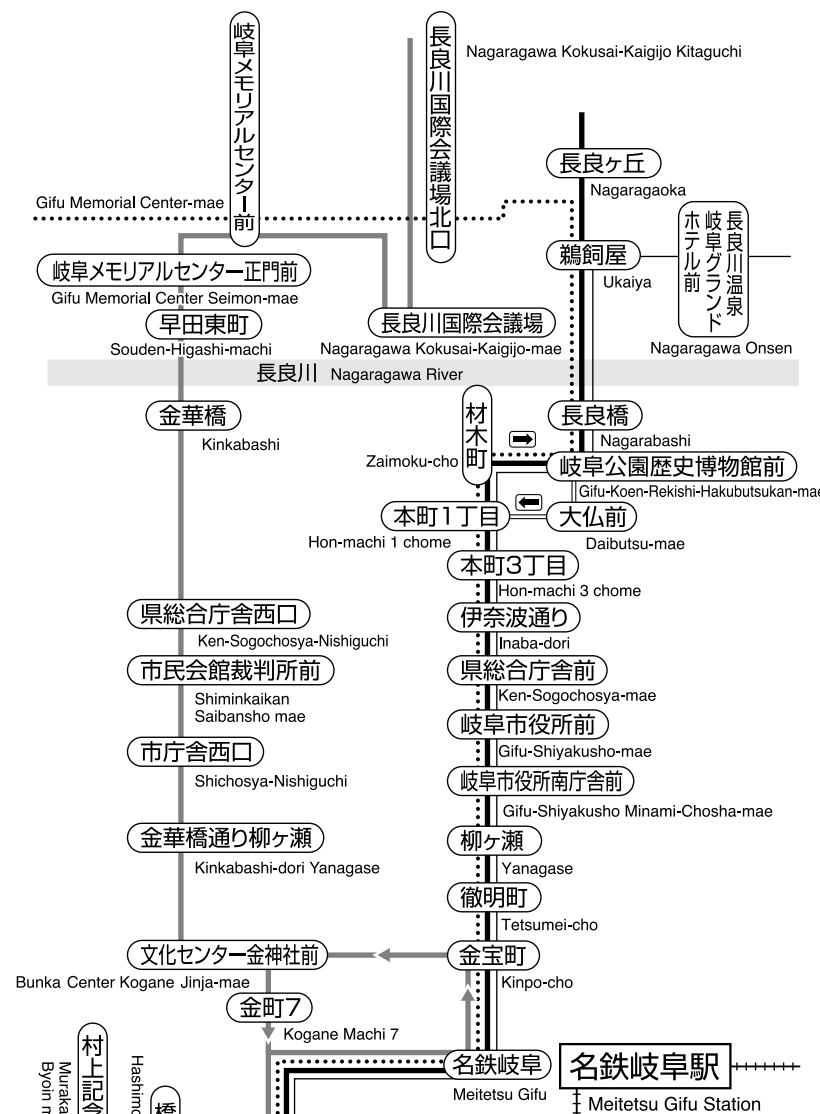 岐阜メモリアルセンター前
長良川国際会議場北口
Nagaragawa Kokusai-Kaigijo Kitaguchi
長良ヶ丘
Nagaragaoka
Gifu Memorial Center-mae
長良川温泉
岐阜グランド
ホテル前
鵜飼屋
Ukaiya
岐阜メモリアルセンター正門前
Gifu Memorial Center Seimon-mae
早田東町
Souden-Higashi-machi
長良川国際会議場
Nagaragawa Kokusai-Kaigijo-mae
Nagaragawa Onsen
長良川 Nagaragawa River
金華橋
Kinkabashi
材木町
Zaimoku-cho
長良橋
Nagarabashi
岐阜公園歴史博物館前
Gifu-Koen-Rekishi-Hakubutsukan-mae
本町1丁目
Hon-machi 1 chome
大仏前
Daibutsu-mae
本町3丁目
Hon-machi 3 chome
県総合庁舎西口
Ken-Sogochosya-Nishiguchi
伊奈波通り
Inaba-dori
市民会館裁判所前
Shiminkaikan
Saibansho mae
県総合庁舎前
Ken-Sogochosya-mae
岐阜市役所前
Gifu-Shiyakusho-mae
市庁舎西口
Shichosya-Nishiguchi
岐阜市役所南庁舎前
Gifu-Shiyakusho Minami-Chosha-mae
金華橋通り柳ヶ瀬
Kinkabashi-dori Yanagase
柳ヶ瀬
Yanagase
徹明町
Tetsumei-cho
文化センター金神社前
Bunka Center Kogane Jinja-mae
金宝町
Kinpo-cho
金町7
Kogane Machi 7
名鉄岐阜
Meitetsu Gifu
名鉄岐阜駅
Meitetsu Gifu Station
村上記念
Muraka
Byoin m
橋
Hashimo